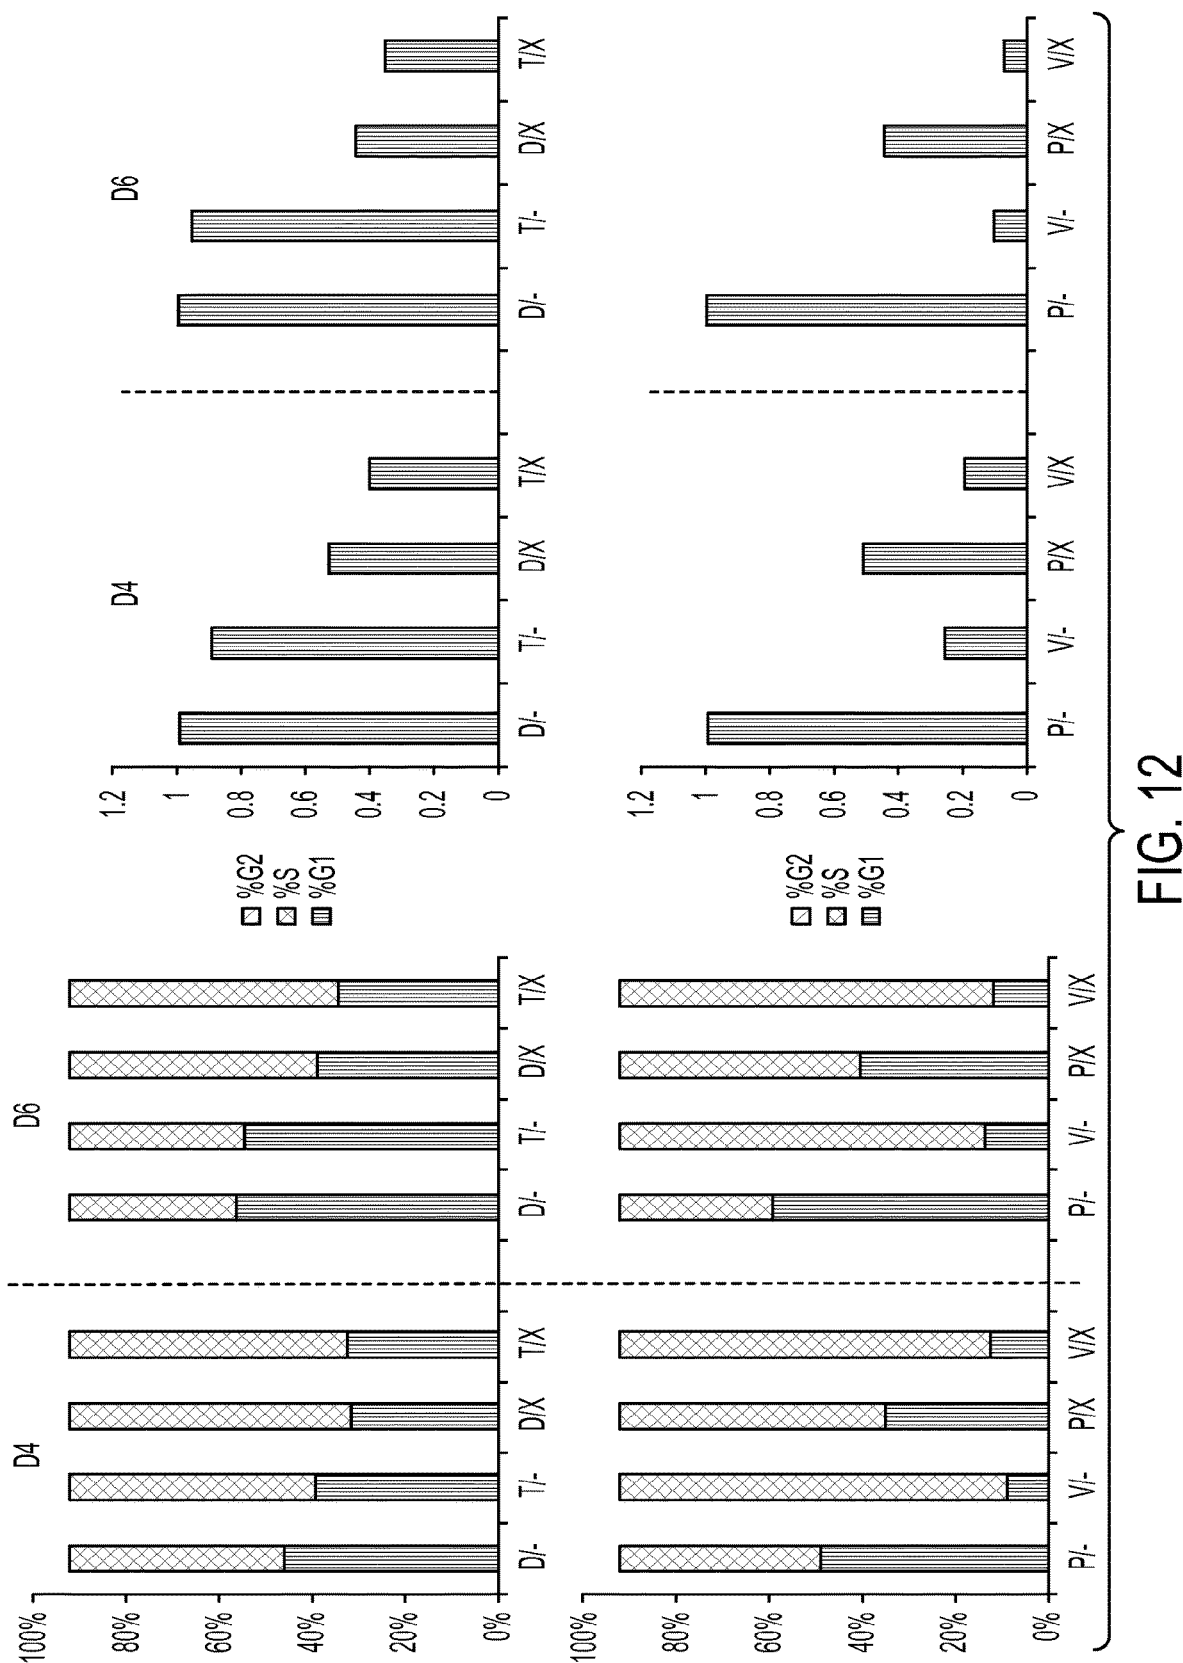 D4
D6
100%
80%
60%
40%
20%
0%
D/-
T/-
D/X
T/X
D/-
T/-
D/X
T/X
%G2
%S
%G1
D4
D6
1.2
1
0.8
0.6
0.4
0.2
0
D/-
T/-
D/X
T/X
D/-
T/-
D/X
T/X
100%
80%
60%
40%
20%
0%
P/-
V/-
P/X
V/X
P/-
V/-
P/X
V/X
%G2
%S
%G1
1.2
1
0.8
0.6
0.4
0.2
0
P/-
V/-
P/X
V/X
P/-
V/-
P/X
V/X
FIG. 12